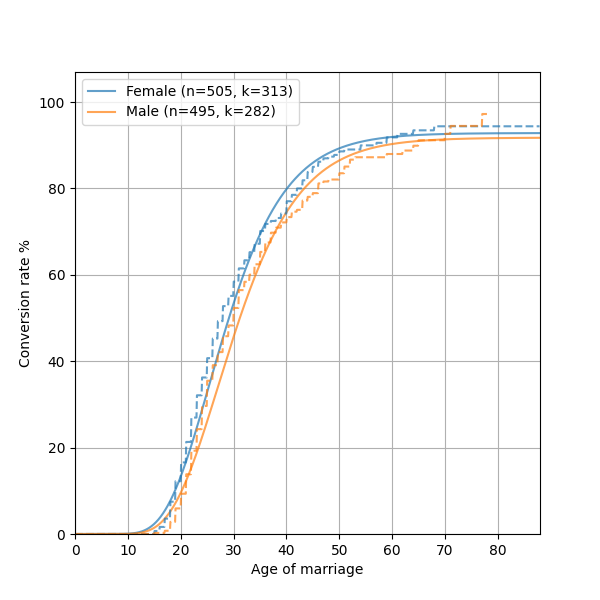 Female (n=505, k=313)
Male (n=495, k=282)
100
80
60
40
20
0
Conversion rate %
0 10 20 30 40 50 60 70 80
Age of marriage